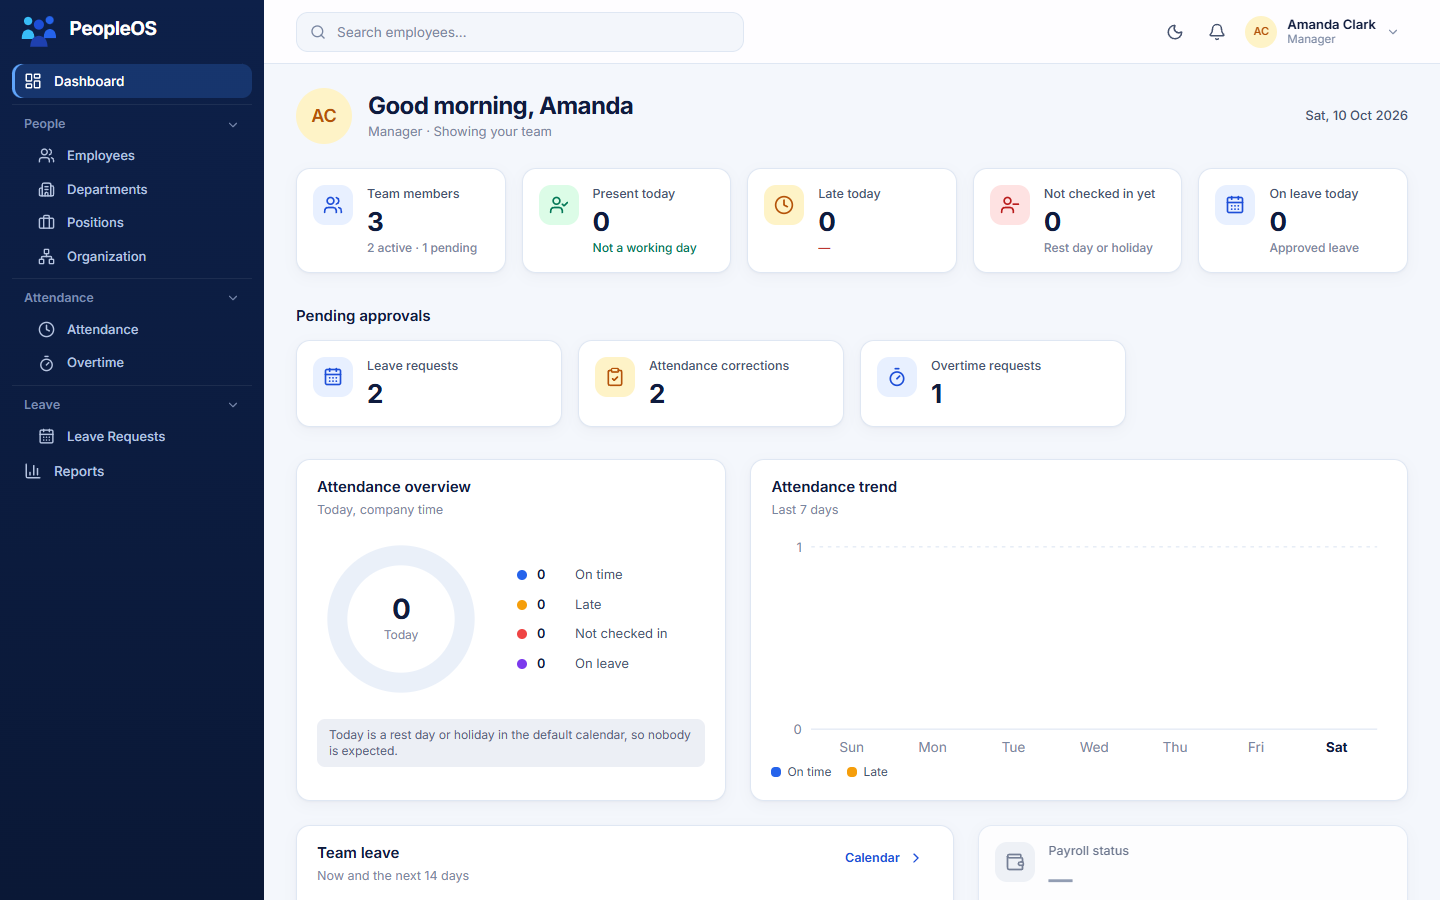 PeopleOS
Dashboard
People
Employees
Departments
Positions
Organization
Attendance
Attendance
Overtime
Leave
Leave Requests
Reports
Search employees...
AC
Amanda Clark
Manager
AC
Good morning, Amanda
Manager · Showing your team
Sat, 10 Oct 2026
Team members
3
2 active · 1 pending
Present today
0
Not a working day
Late today
0
—
Not checked in yet
0
Rest day or holiday
On leave today
0
Approved leave
Pending approvals
Leave requests
2
Attendance corrections
2
Overtime requests
1
Attendance overview
Today, company time
0
Today
0 On time
0 Late
0 Not checked in
0 On leave
Today is a rest day or holiday in the default calendar, so nobody
is expected.
Attendance trend
Last 7 days
1
0
Sun Mon Tue Wed Thu Fri Sat
On time Late
Team leave
Now and the next 14 days
Calendar
Payroll status
—